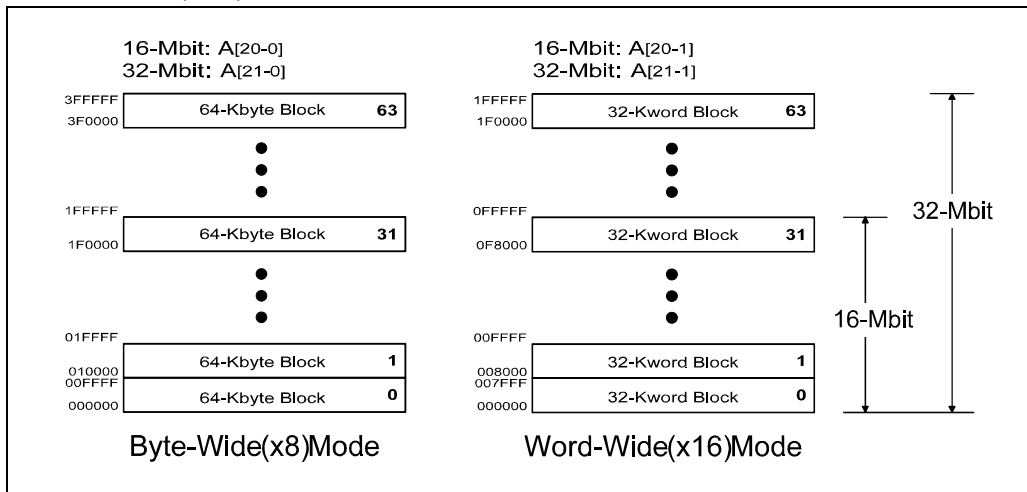 16-Mbit: A[20-0]
32-Mbit: A[21-0]
3FFFFF
64-Kbyte Block 63
3F0000
1FFFFF
64-Kbyte Block 31
1F0000
01FFFF
64-Kbyte Block 1
010000
00FFFF
64-Kbyte Block 0
000000
Byte-Wide(x8)Mode
16-Mbit: A[20-1]
32-Mbit: A[21-1]
1FFFFF
32-Kword Block 63
1F0000
0FFFFF
32-Kword Block 31
0F8000
00FFFF
32-Kword Block 1
008000
007FFF
32-Kword Block 0
000000
Word-Wide(x16)Mode
32-Mbit
16-Mbit